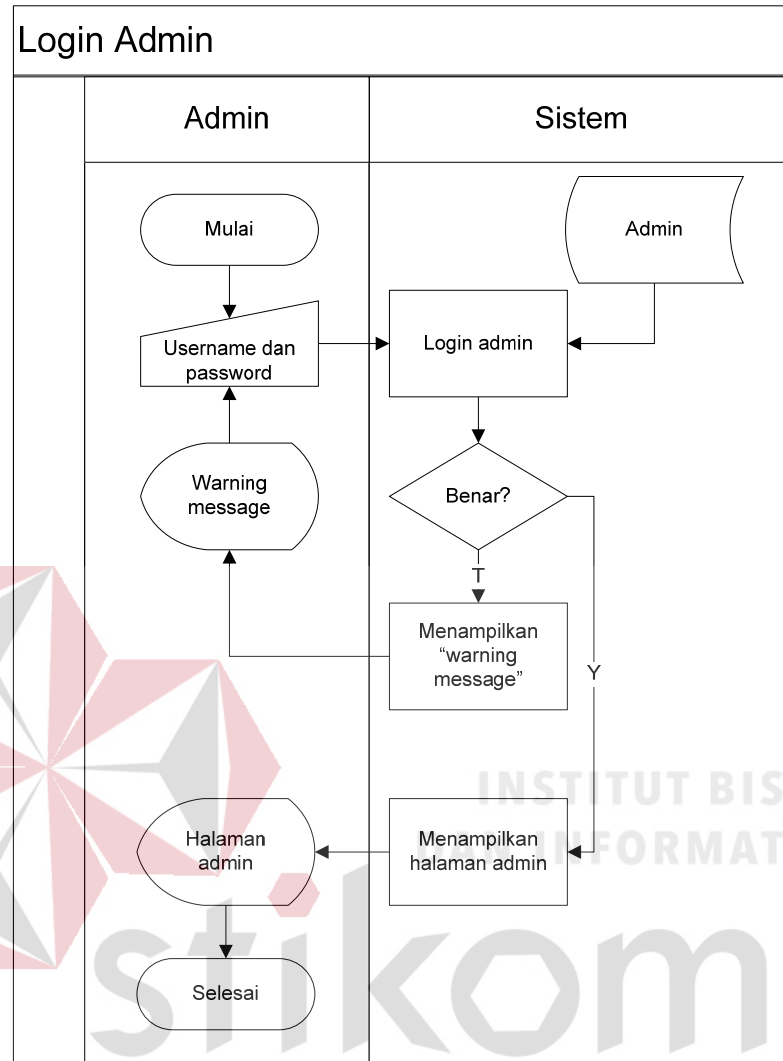 Login Admin
Admin
Sistem
Mulai
Admin
Username dan
password
Login admin
Warning
message
Benar?
T
Menampilkan
“warning
message”
Y
INSTITUT BIS
Halaman
admin
Menampilkan
halaman admin
DAN INFORMAT
Selesai
stikom